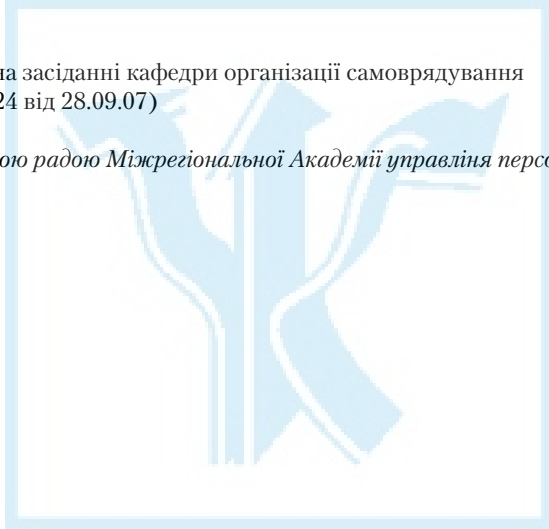 на засіданні кафедри організації самоврядування
24 від 28.09.07)
ою радою Міжрегіональної Академії управліня персо